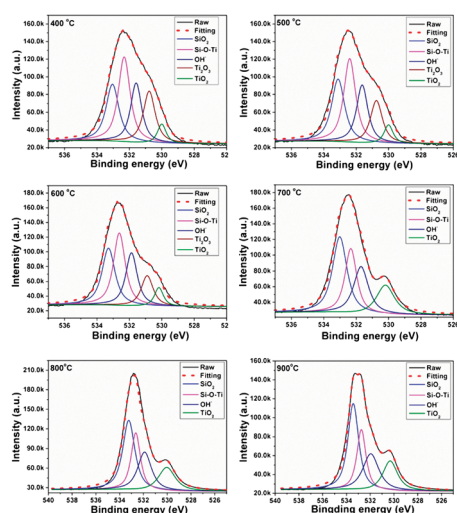 400 °C
Raw
Fitting
SiO2
Si-O-Ti
OH-
Ti2O3
TiO2
Intensity (a.u.)
160.0k
140.0k
120.0k
100.0k
80.0k
60.0k
40.0k
20.0k
536 534 532 530 528 52
Binding energy (eV)
500 °C
Raw
Fitting
SiO2
Si-O-Ti
OH-
Ti2O3
TiO2
Intensity (a.u.)
160.0k
140.0k
120.0k
100.0k
80.0k
60.0k
40.0k
20.0k
536 534 532 530 528 526
Binding energy (eV)
600 °C
Raw
Fitting
SiO2
Si-O-Ti
OH-
Ti2O3
TiO2
Intensity (a.u.)
180.0k
160.0k
140.0k
120.0k
100.0k
80.0k
60.0k
40.0k
20.0k
536 534 532 530 528 52
Binding energy (eV)
700 °C
Raw
Fitting
SiO2
Si-O-Ti
OH-
TiO2
Intensity (a.u.)
180.0k
160.0k
140.0k
120.0k
100.0k
80.0k
60.0k
40.0k
536 534 532 530 528 526
Binding energy (eV)
800°C
Raw
Fitting
SiO2
Si-O-Ti
OH-
TiO2
Intensity (a.u.)
210.0k
180.0k
150.0k
120.0k
90.0k
60.0k
30.0k
540 538 536 534 532 530 528 526
Bingding energy (eV)
900°C
Raw
Fitting
SiO2
Si-O-Ti
OH-
TiO2
Intensity (a.u.)
160.0k
140.0k
120.0k
100.0k
80.0k
60.0k
40.0k
20.0k
540 538 536 534 532 530 528 526
Bingding energy (eV)